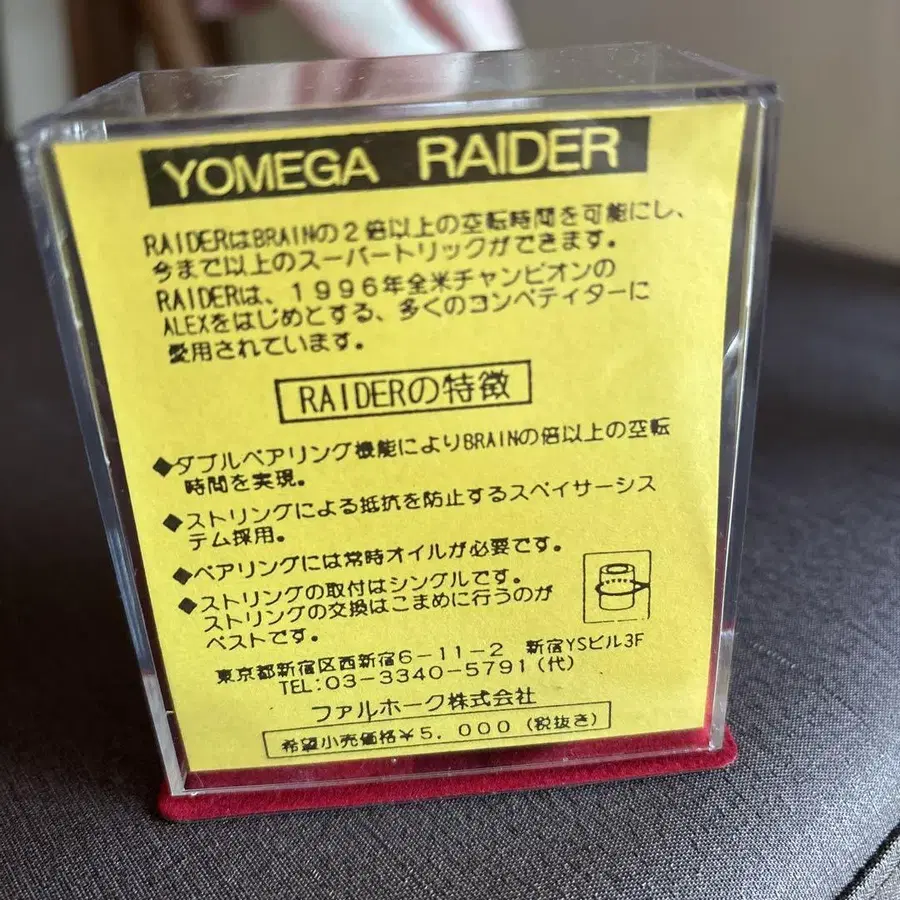 YOMEGA RAIDER
RAIDERはBRAINの2倍以上の空転時間を可能にし、
今まで以上のスーパートリックができます。
RAIDERは、1996年全米チャンピオンの
ALEXをはじめとする、多くのコンペティターに
愛用されています。
RAIDERの特徴
◆ダブルベアリング機能によりBRAINの倍以上の空転
時間を実現。
◆ストリングによる抵抗を防止するスペイサーシス
テム採用。
◆ベアリングには常時オイルが必要です。
◆ストリングの取付はシングルです。
ストリングの交換はこまめに行うのが
ベストです。
東京都新宿区西新宿6-11-2 新宿YSビル3F
TEL:03-3340-5791(代)
ファルホーク株式会社
希望小売価格¥5.000(税抜き)